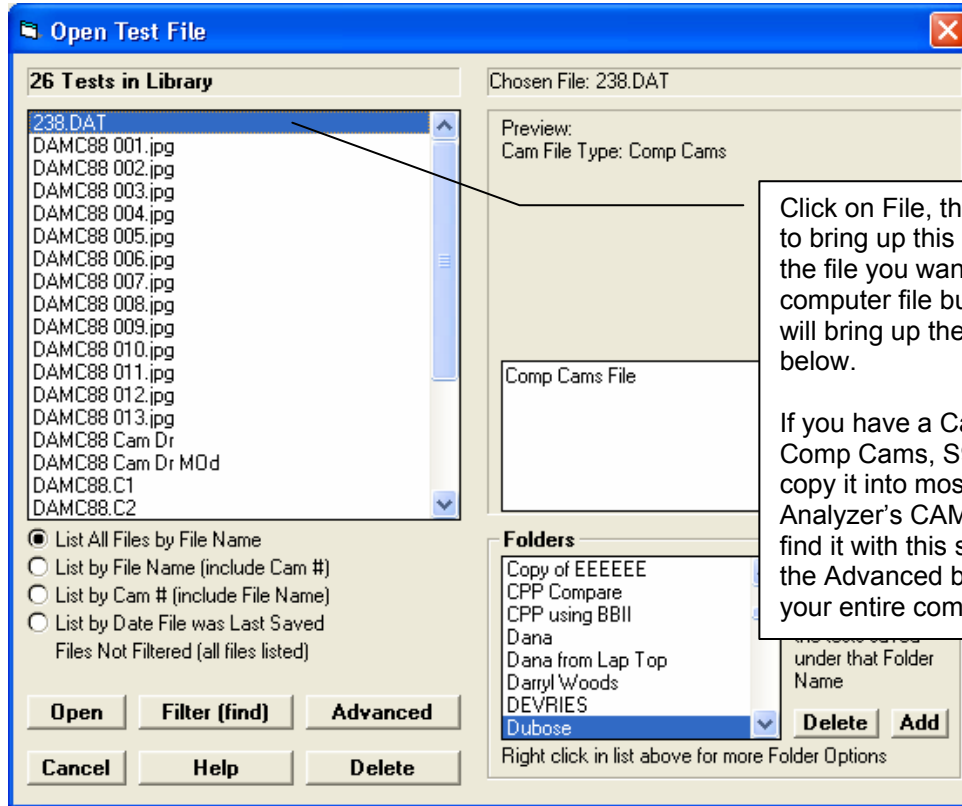 Open Test File
26 Tests in Library
238.DAT
DAMC88 001.jpg
DAMC88 002.jpg
DAMC88 003.jpg
DAMC88 004.jpg
DAMC88 005.jpg
DAMC88 006.jpg
DAMC88 007.jpg
DAMC88 008.jpg
DAMC88 009.jpg
DAMC88 010.jpg
DAMC88 011.jpg
DAMC88 012.jpg
DAMC88 013.jpg
DAMC88 Cam Dr
DAMC88 Cam Dr MOd
DAMC88.C1
DAMC88.C2
List All Files by File Name
List by File Name (include Cam #)
List by Cam # (include File Name)
List by Date File was Last Saved
Files Not Filtered (all files listed)
Open Filter (find) Advanced
Cancel Help Delete
Chosen File: 238.DAT
Preview:
Cam File Type: Comp Cams
Comp Cams File
Click on File, th
to bring up this
the file you wan
computer file bu
will bring up the
below.
If you have a Ca
Comp Cams, S
copy it into mos
Analyzer's CAM
find it with this s
the Advanced b
your entire com
Folders
Copy of EEEEEE
CPP Compare
CPP using BBII
Dana
Dana from Lap Top
Darryl Woods
DEVRIES
Dubose
under that Folder
Name
Delete Add
Right click in list above for more Folder Options